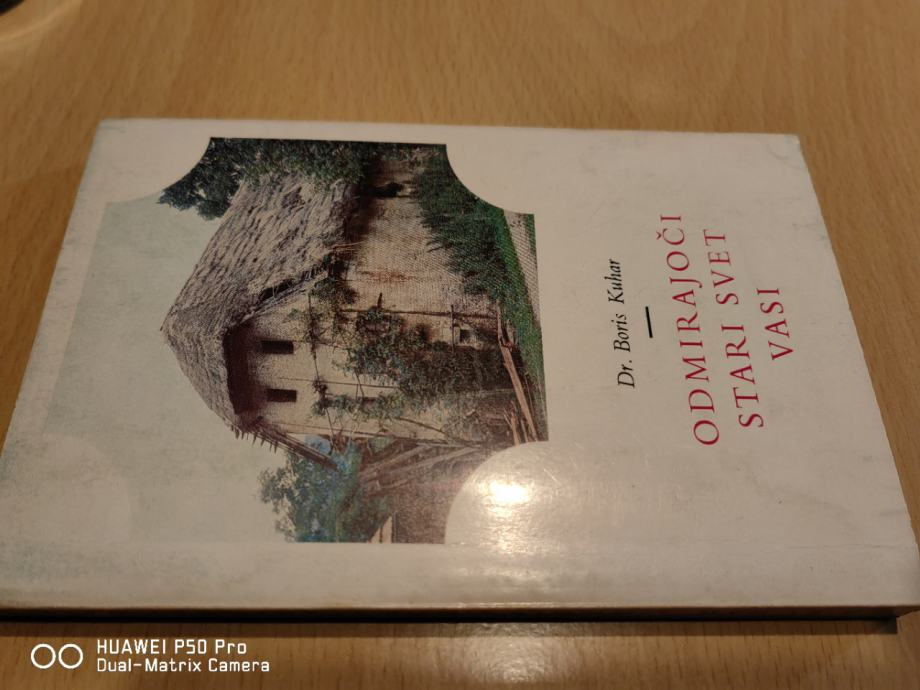 Dr. Boris Kuhar
ODMIRAJOČI
STARI SVET
VASI
HUAWEI P50 Pro
Dual-Matrix Camera